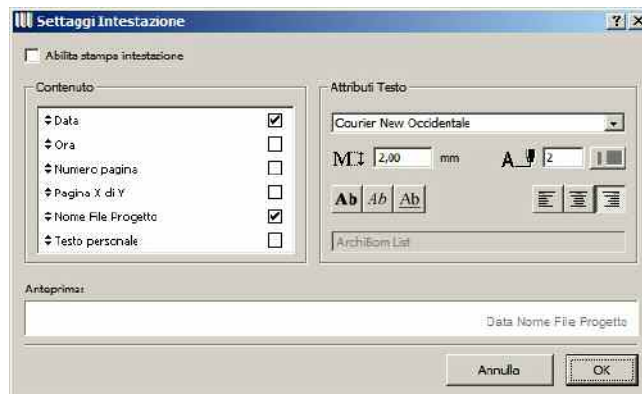 Settaggi Intestazione
Abilita stampa intestazione
Contenuto
Data
Ora
Numero pagina
Pagina X di Y
Nome File Progetto
Testo personale
Attributi Testo
Courier New Occidentale
M 2,00 mm A 2
Ab Ab Ab
ArchiBom List
Anteprima:
Data Nome File Progetto
Annulla OK